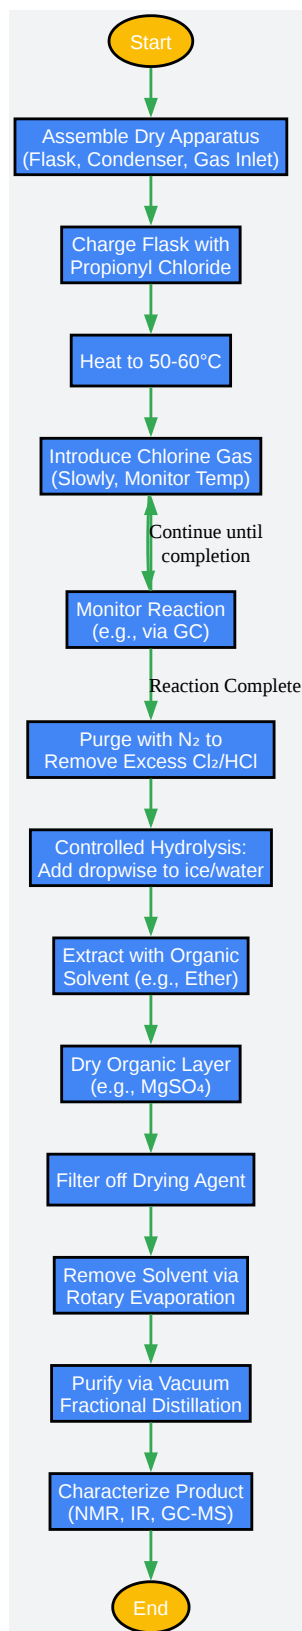 Start
Assemble Dry Apparatus
(Flask, Condenser, Gas Inlet)
Charge Flask with
Propionyl Chloride
Heat to 50-60°C
Introduce Chlorine Gas
(Slowly, Monitor Temp)
Continue until
completion
Monitor Reaction
(e.g., via GC)
Reaction Complete
Purge with N₂ to
Remove Excess Cl₂/HCl
Controlled Hydrolysis:
Add dropwise to ice/water
Extract with Organic
Solvent (e.g., Ether)
Dry Organic Layer
(e.g., MgSO₄)
Filter off Drying Agent
Remove Solvent via
Rotary Evaporation
Purify via Vacuum
Fractional Distillation
Characterize Product
(NMR, IR, GC-MS)
End